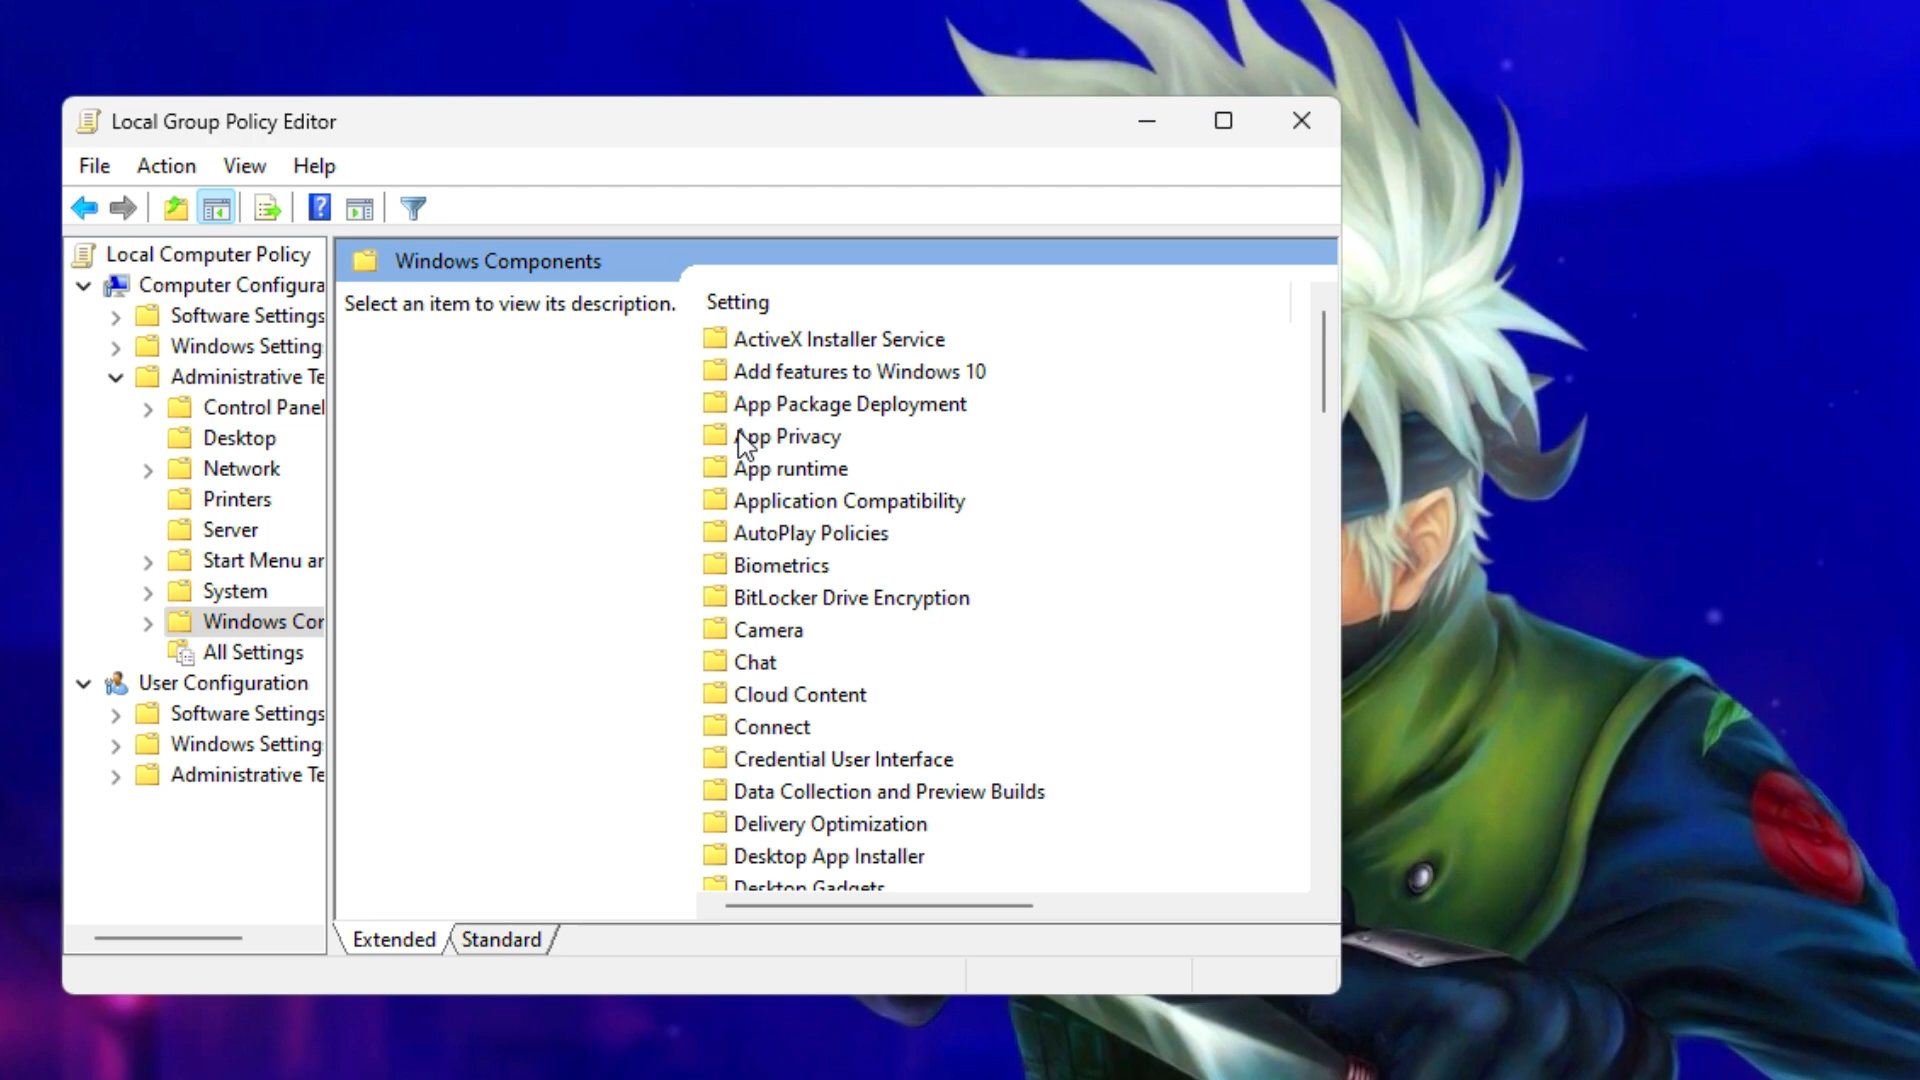 Local Group Policy Editor
File Action View Help
Local Computer Policy
Computer Configura
Software Settings
Windows Setting
Administrative Te
Control Panel
Desktop
Network
Printers
Server
Start Menu ar
System
Windows Cor
All Settings
User Configuration
Software Settings
Windows Setting
Administrative Te
Windows Components
Select an item to view its description.
Setting
ActiveX Installer Service
Add features to Windows 10
App Package Deployment
App Privacy
App runtime
Application Compatibility
AutoPlay Policies
Biometrics
BitLocker Drive Encryption
Camera
Chat
Cloud Content
Connect
Credential User Interface
Data Collection and Preview Builds
Delivery Optimization
Desktop App Installer
Desktop Gadgets
Extended Standard